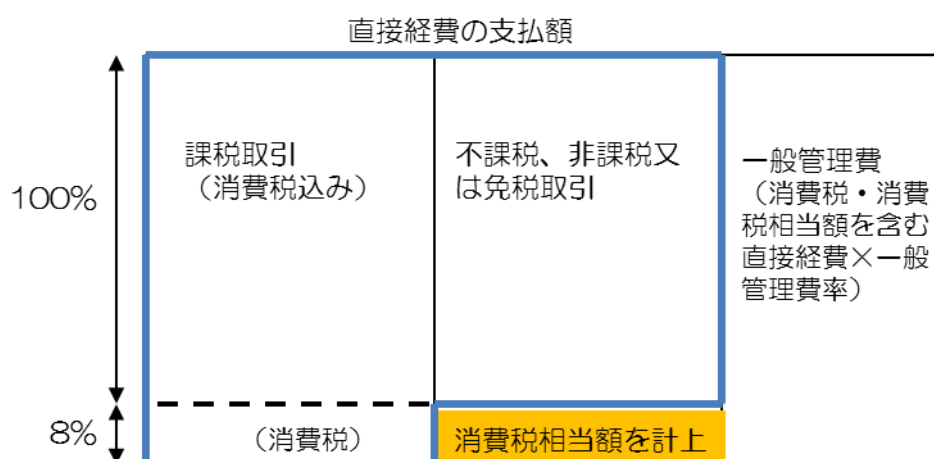 直接経費の支払額
100%
課税取引
（消費税込み）
不課税、非課税又
は免税取引
一般管理費
（消費税・消費
税相当額を含む
直接経費×一般
管理費率）
8%
（消費税）
消費税相当額を計上